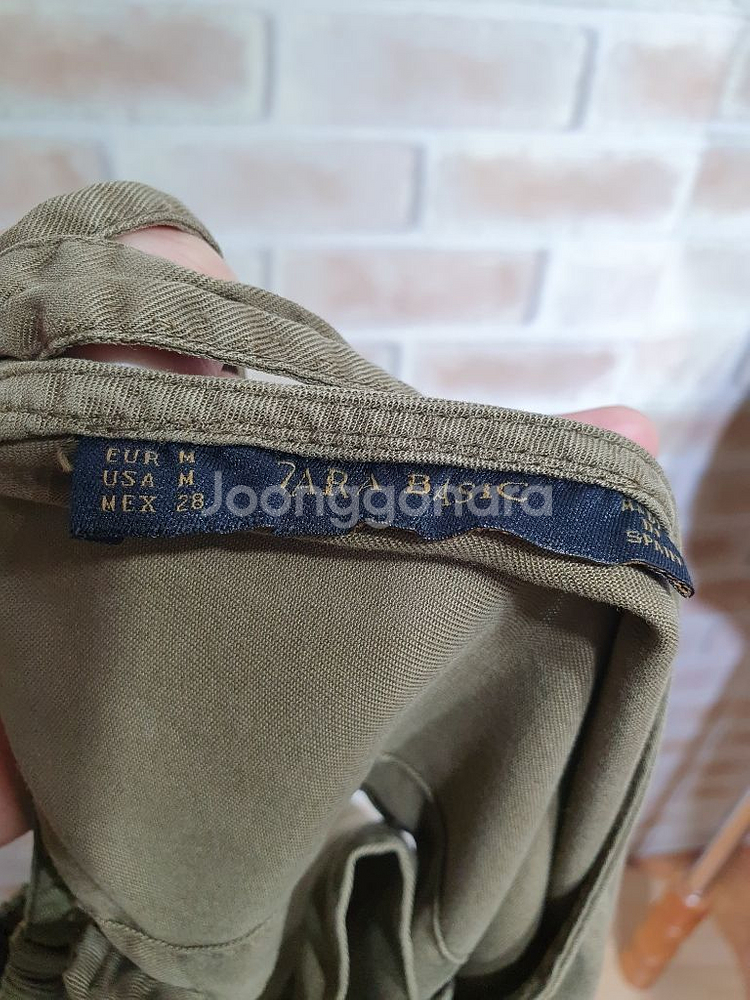 EUR M
USA M
MEX 28
ZARA BASIC
Joonggonara